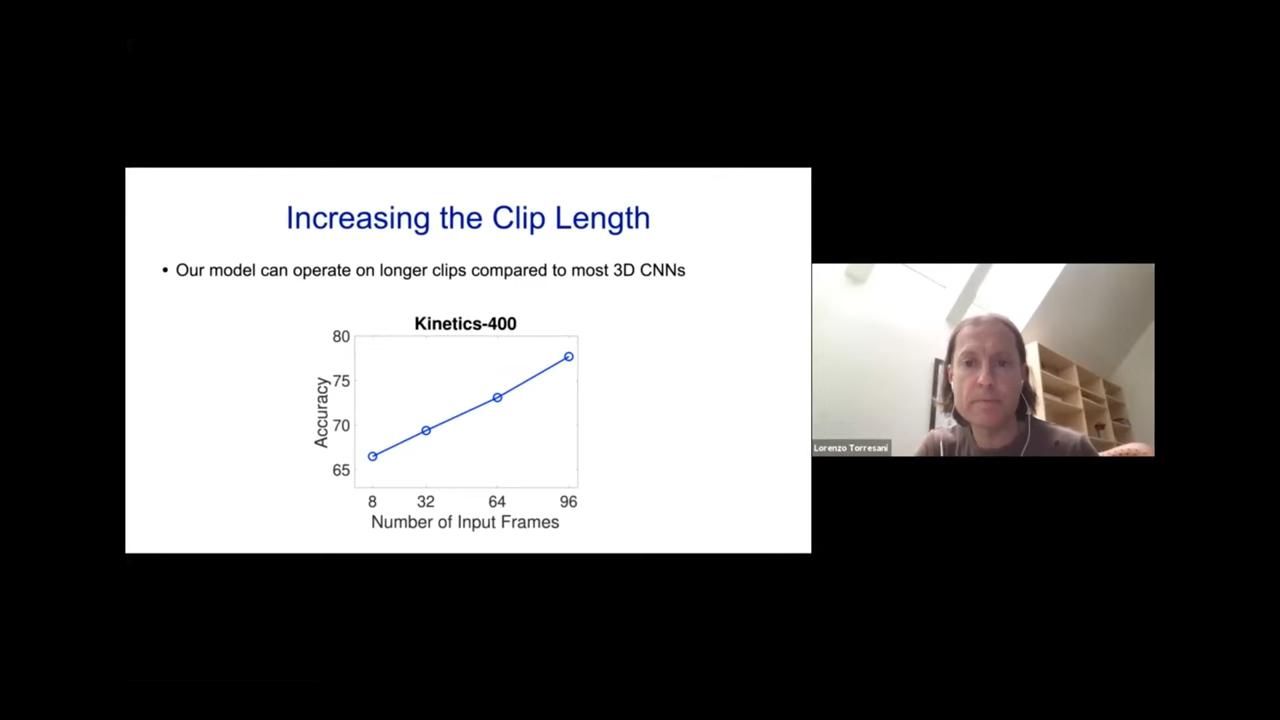 Increasing the Clip Length
• Our model can operate on longer clips compared to most 3D CNNs
Kinetics-400
80
75
70
65
Accuracy
8 32 64 96
Number of Input Frames
Lorenzo Torresani